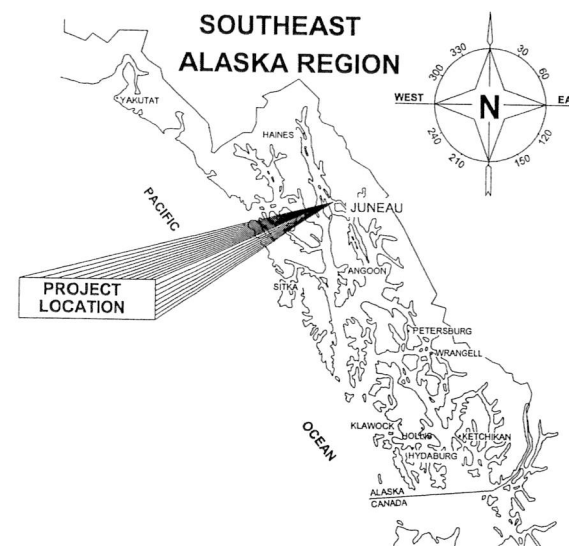 SOUTHEAST
ALASKA REGION
330
30
300
60
WEST
N
EA
240
120
210
150
YAKUTAT
HAINES
PACIFIC
JUNEAU
ANGOON
SITKA
PROJECT
LOCATION
PETERSBURG
WRANGELL
KLAWOCK
HOLLIS
KETCHIKAN
HYDABURG
OCEAN
ALASKA
CANADA